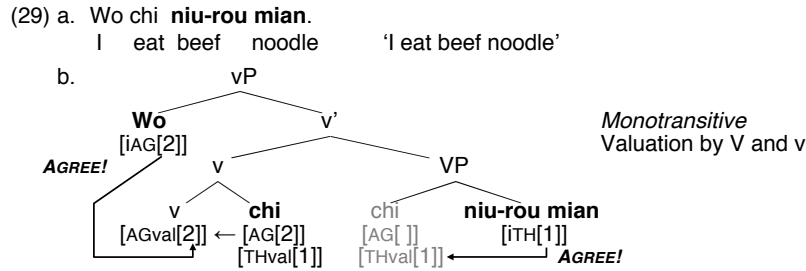 (29) a. Wo chi niu-rou mian.
I eat beef noodle 'I eat beef noodle'
b. vP
Wo v' Monotransitive
[iAG[2]] Valuation by V and v
AGREE! v VP
v chi chi niu-rou mian
[AGval[2]] ← [AG[2]] [AG[ ]] [iTH[1]]
[THval[1]] [THval[1]] AGREE!